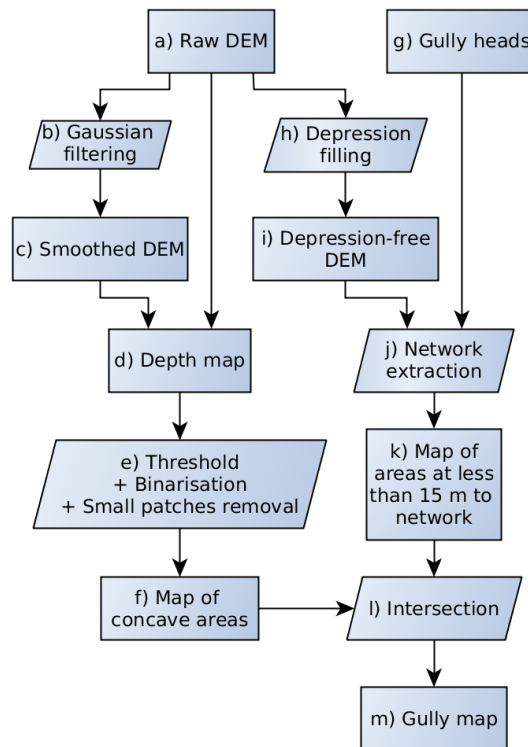 a) Raw DEM
g) Gully heads
b) Gaussian
filtering
h) Depression
filling
c) Smoothed DEM
i) Depression-free
DEM
d) Depth map
j) Network
extraction
e) Threshold
+ Binarisation
+ Small patches removal
k) Map of
areas at less
than 15 m to
network
f) Map of
concave areas
l) Intersection
m) Gully map